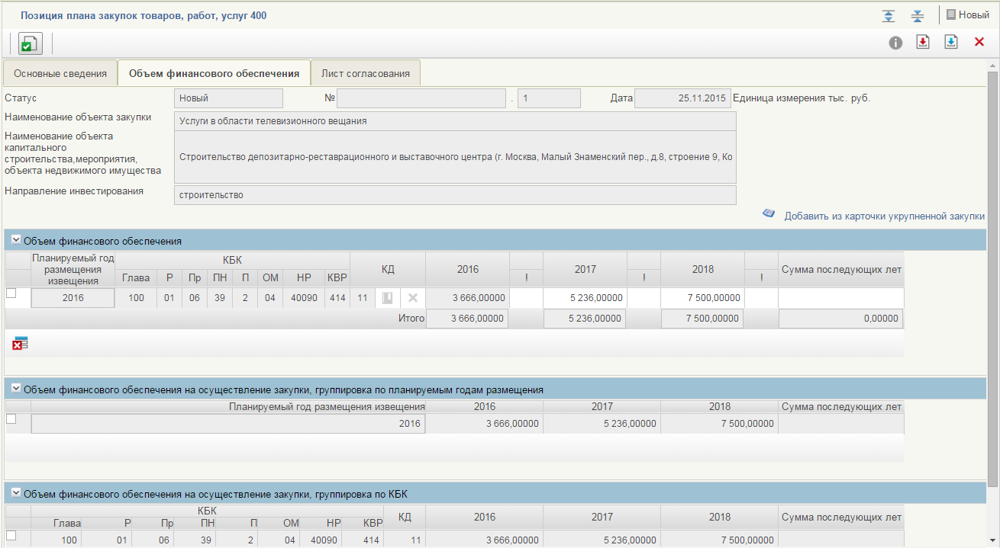 Позиция плана закупок товаров, работ, услуг 400
Новый
Основные сведения
Объем финансового обеспечения
Лист согласования
Статус Новый № . 1 Дата 25.11.2015 Единица измерения тыс. руб.
Наименование объекта закупки Услуги в области телевизионного вещания
Наименование объекта
капитального
строительства,мероприятия,
объекта недвижимого имущества
Строительство депозитарно-реставрационного и выставочного центра (г. Москва, Малый Знаменский пер., д.8, строение 9, Ко
Направление инвестирования строительство
Добавить из карточки укрупненной закупки
Объем финансового обеспечения
Планируемый год
размещения
извещения
КБК КД 2016 2017 2018 Сумма последующих лет
Глава Р Пр ПН П ОМ НР КВР ! ! !
2016 100 01 06 39 2 04 40090 414 11 3 666,00000 5 236,00000 7 500,00000
Итого 3 666,00000 5 236,00000 7 500,00000 0,00000
Объем финансового обеспечения на осуществление закупки, группировка по планируемым годам размещения
Планируемый год размещения извещения 2016 2017 2018 Сумма последующих лет
2016 3 666,00000 5 236,00000 7 500,00000
Объем финансового обеспечения на осуществление закупки, группировка по КБК
КБК КД 2016 2017 2018 Сумма последующих лет
Глава Р Пр ПН П ОМ НР КВР
100 01 06 39 2 04 40090 414 11 3 666,00000 5 236,00000 7 500,00000